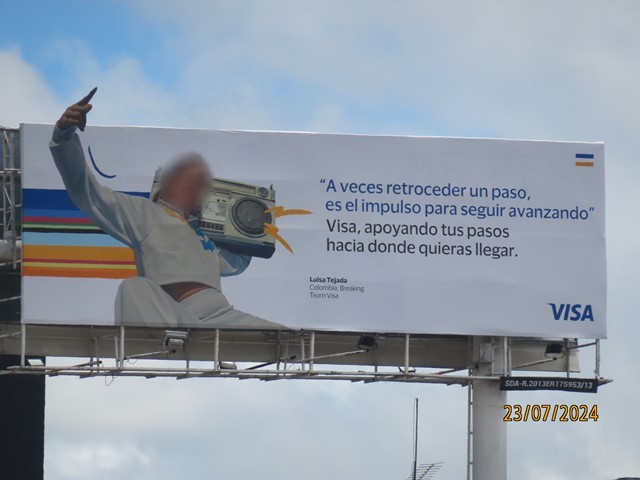 “A veces retroceder un paso,
es el impulso para seguir avanzando”
Visa, apoyando tus pasos
hacia donde quieras llegar.
Luisa Tejada
Colombia, Breaking
Team Visa
VISA
SDA-R.2013ER175953/13
23/07/2024